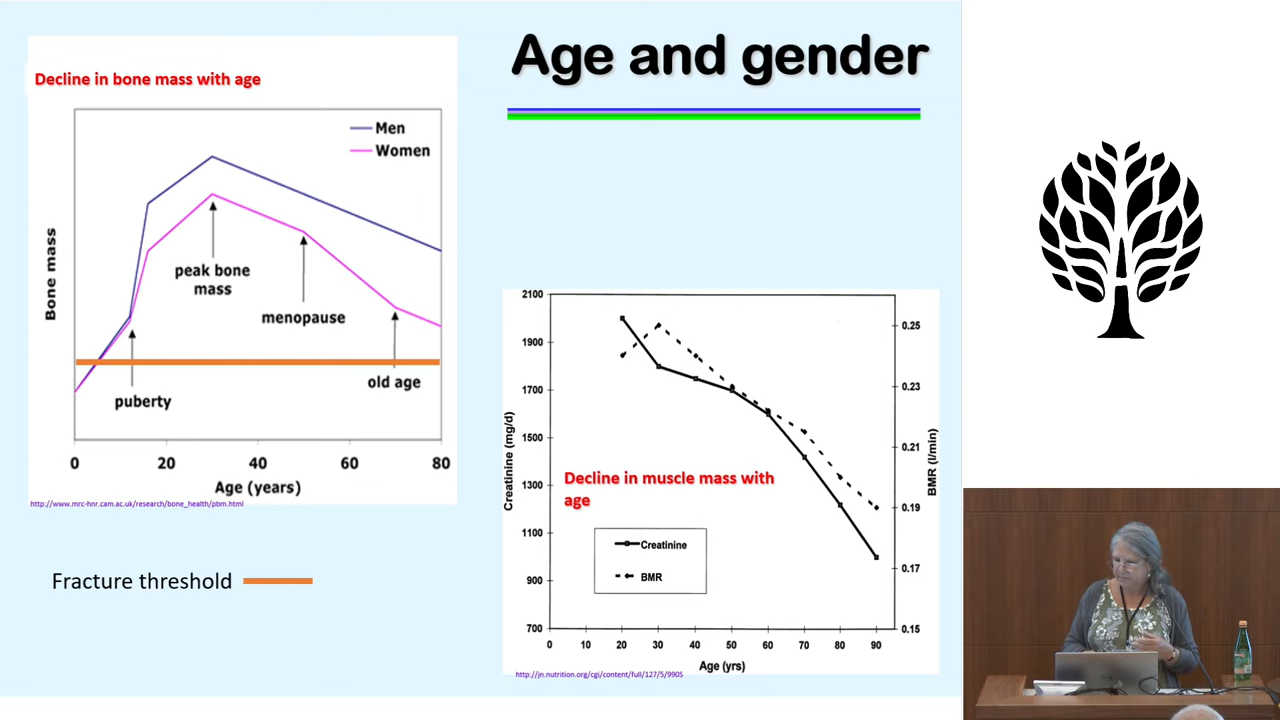 Age and gender
Decline in bone mass with age
Men
Women
Bone mass
peak bone
mass
menopause
old age
puberty
0 20 40 60 80
Age (years)
http://www.mrc-hnr.cam.ac.uk/research/bone_health/pbm.html
Fracture threshold
2100
1900
1700
1500
1300
1100
900
700
0.25
0.23
0.21
0.19
0.17
0.15
Creatinine (mg/d)
BMR (l/min)
Decline in muscle mass with
age
Creatinine
BMR
0 10 20 30 40 50 60 70 80 90
Age (yrs)
http://jn.nutrition.org/cgi/content/full/127/5/990S